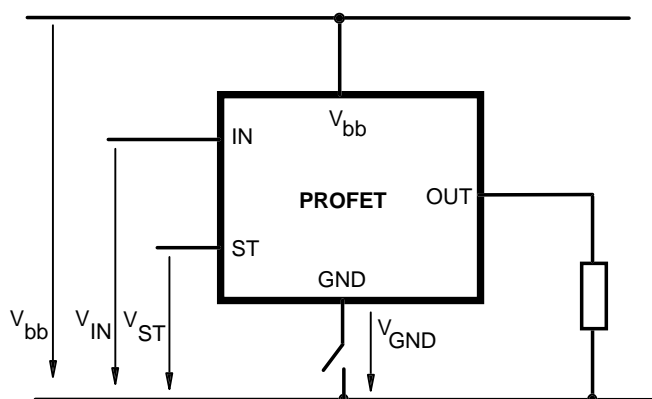 Vbb
IN
PROFET
OUT
ST
GND
Vbb
VIN
VST
VGND